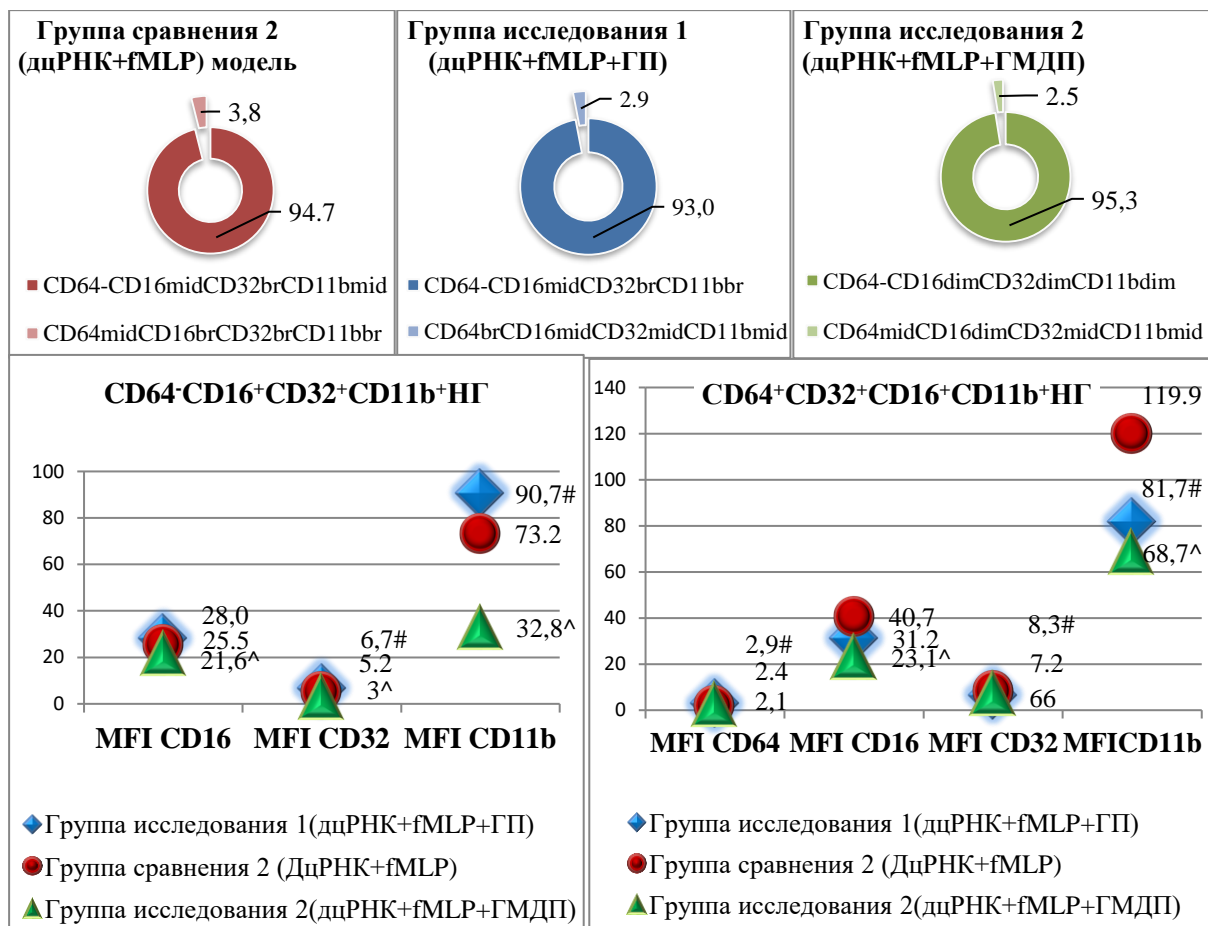 Группа сравнения 2
(дцРНК+fMLP) модель
3,8
94.7
CD64-CD16midCD32brCD11bmid
CD64midCD16brCD32brCD11bbr
Группа исследования 1
(дцРНК+fMLP+ГП)
2.9
93,0
CD64-CD16midCD32brCD11bbr
CD64brCD16midCD32midCD11bmid
Группа исследования 2
(дцРНК+fMLP+ГМДП)
2.5
95,3
CD64-CD16dimCD32dimCD11bdim
CD64midCD16dimCD32midCD11bmid
CD64-CD16+CD32+CD11b+НГ
100
80
60
40
20
0
28,0
25.5
21,6^
6,7#
5.2
3^
90,7#
73.2
32,8^
MFI CD16
MFI CD32
MFI CD11b
Группа исследования 1(дцРНК+fMLP+ГП)
Группа сравнения 2 (ДцРНК+fMLP)
Группа исследования 2(дцРНК+fMLP+ГМДП)
CD64+CD32+CD16+CD11b+НГ
140
120
100
80
60
40
20
0
2,9#
2.4
2,1
40,7
31.2
23,1^
8,3#
7.2
66
119.9
81,7#
68,7^
MFI CD64
MFI CD16
MFI CD32
MFICD11b
Группа исследования 1(дцРНК+fMLP+ГП)
Группа сравнения 2 (ДцРНК+fMLP)
Группа исследования 2(дцРНК+fMLP+ГМДП)